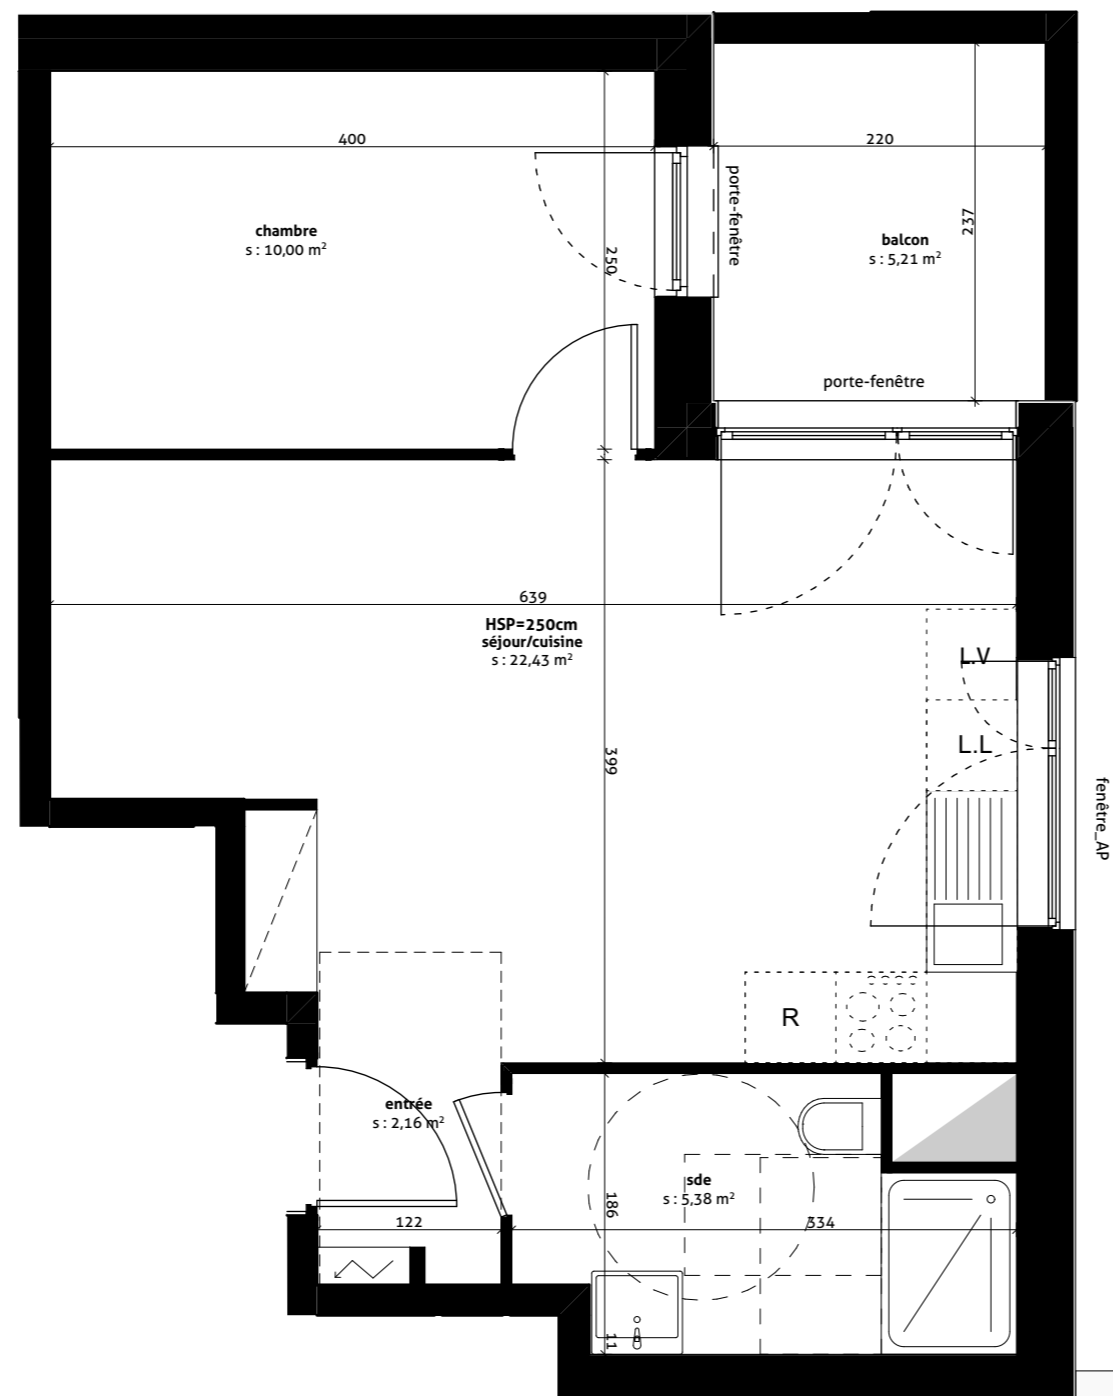 400
220
porte-fenêtre
237
chambre
s : 10,00 m²
250
balcon
s : 5,21 m²
porte-fenêtre
639
HSP=250cm
séjour/cuisine
s : 22,43 m²
L.V
L.L
399
fenêtre_AP
R
entrée
s : 2,16 m²
sde
s : 5,38 m²
186
122
334
11